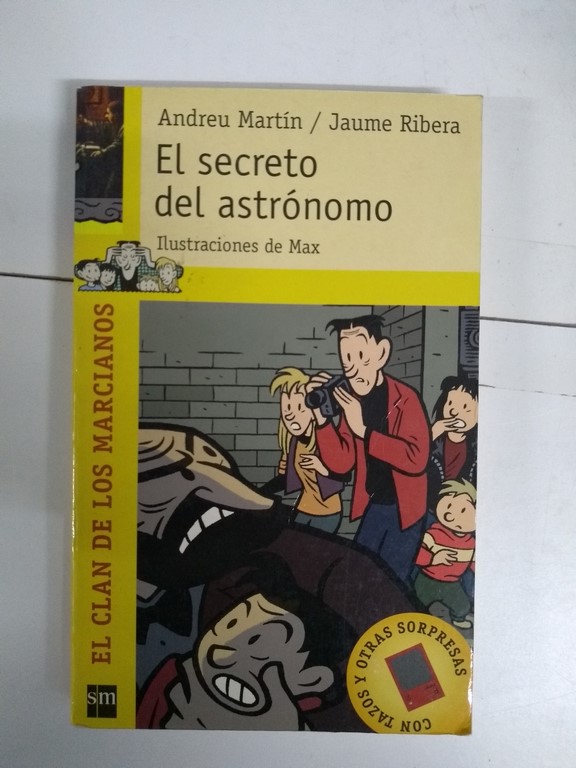 Andreu Martín / Jaume Ribera
El secreto
del astrónomo
Ilustraciones de Max
EL CLAN DE LOS MARCIANOS
CON TAZOS Y OTRAS SORPRESAS
sm